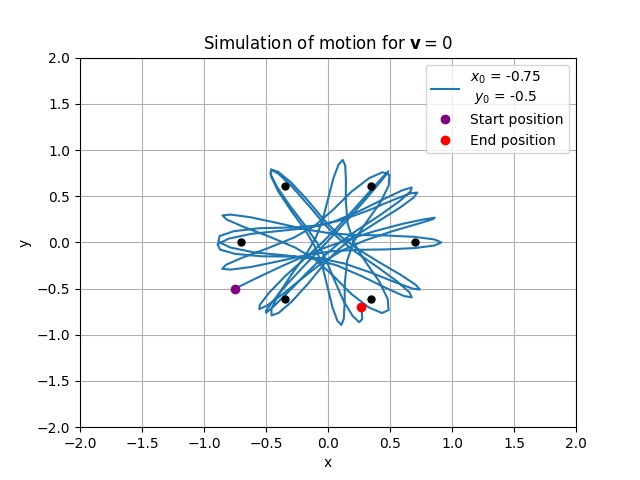 Simulation of motion for v = 0
x₀ = -0.75
y₀ = -0.5
Start position
End position
2.0
1.5
1.0
0.5
0.0
−0.5
−1.0
−1.5
−2.0
y
−2.0 −1.5 −1.0 −0.5 0.0 0.5 1.0 1.5 2.0
x